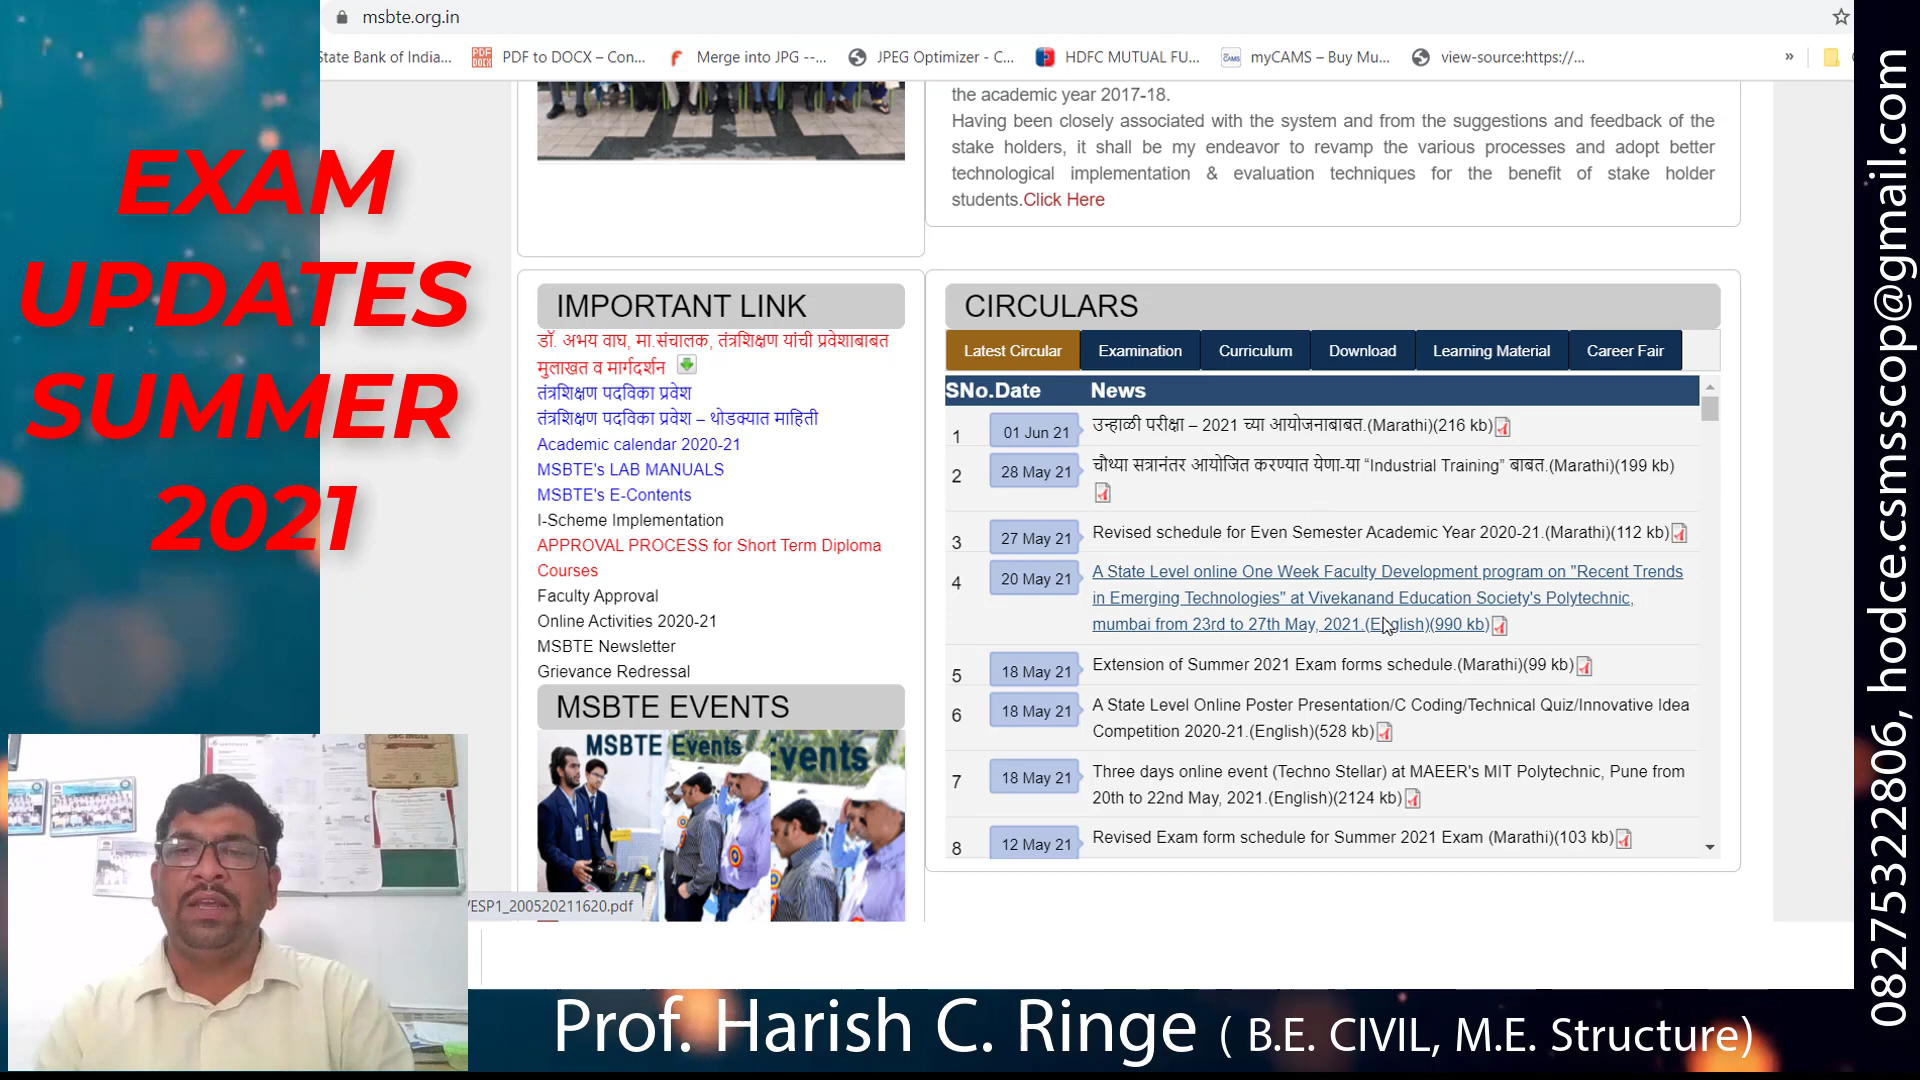 msbte.org.in
State Bank of India...
PDF to DOCX – Con...
Merge into JPG --...
JPEG Optimizer - C...
HDFC MUTUAL FU...
myCAMS – Buy Mu...
view-source:https://...
»
EXAM
UPDATES
SUMMER
2021
the academic year 2017-18.
Having been closely associated with the system and from the suggestions and feedback of the
stake holders, it shall be my endeavor to revamp the various processes and adopt better
technological implementation & evaluation techniques for the benefit of stake holder
students.Click Here
IMPORTANT LINK
डॉ. अभय वाघ, मा.संचालक, तंत्रशिक्षण यांची प्रवेशाबाबत
मुलाखत व मार्गदर्शन
तंत्रशिक्षण पदविका प्रवेश
तंत्रशिक्षण पदविका प्रवेश – थोडक्यात माहिती
Academic calendar 2020-21
MSBTE's LAB MANUALS
MSBTE's E-Contents
I-Scheme Implementation
APPROVAL PROCESS for Short Term Diploma
Courses
Faculty Approval
Online Activities 2020-21
MSBTE Newsletter
Grievance Redressal
MSBTE EVENTS
MSBTE Events
Events
VESP1_200520211620.pdf
CIRCULARS
Latest Circular
Examination
Curriculum
Download
Learning Material
Career Fair
SNo.Date News
1 01 Jun 21 उन्हाळी परीक्षा – 2021 च्या आयोजनाबाबत.(Marathi)(216 kb)
2 28 May 21 चौथ्या सत्रानंतर आयोजित करण्यात येणा-या “Industrial Training” बाबत.(Marathi)(199 kb)
3 27 May 21 Revised schedule for Even Semester Academic Year 2020-21.(Marathi)(112 kb)
4 20 May 21 A State Level online One Week Faculty Development program on "Recent Trends
in Emerging Technologies" at Vivekanand Education Society's Polytechnic,
mumbai from 23rd to 27th May, 2021.(English)(990 kb)
5 18 May 21 Extension of Summer 2021 Exam forms schedule.(Marathi)(99 kb)
6 18 May 21 A State Level Online Poster Presentation/C Coding/Technical Quiz/Innovative Idea
Competition 2020-21.(English)(528 kb)
7 18 May 21 Three days online event (Techno Stellar) at MAEER's MIT Polytechnic, Pune from
20th to 22nd May, 2021.(English)(2124 kb)
8 12 May 21 Revised Exam form schedule for Summer 2021 Exam (Marathi)(103 kb)
Prof. Harish C. Ringe ( B.E. CIVIL, M.E. Structure)
08275322806, hodce.csmsscop@gmail.com